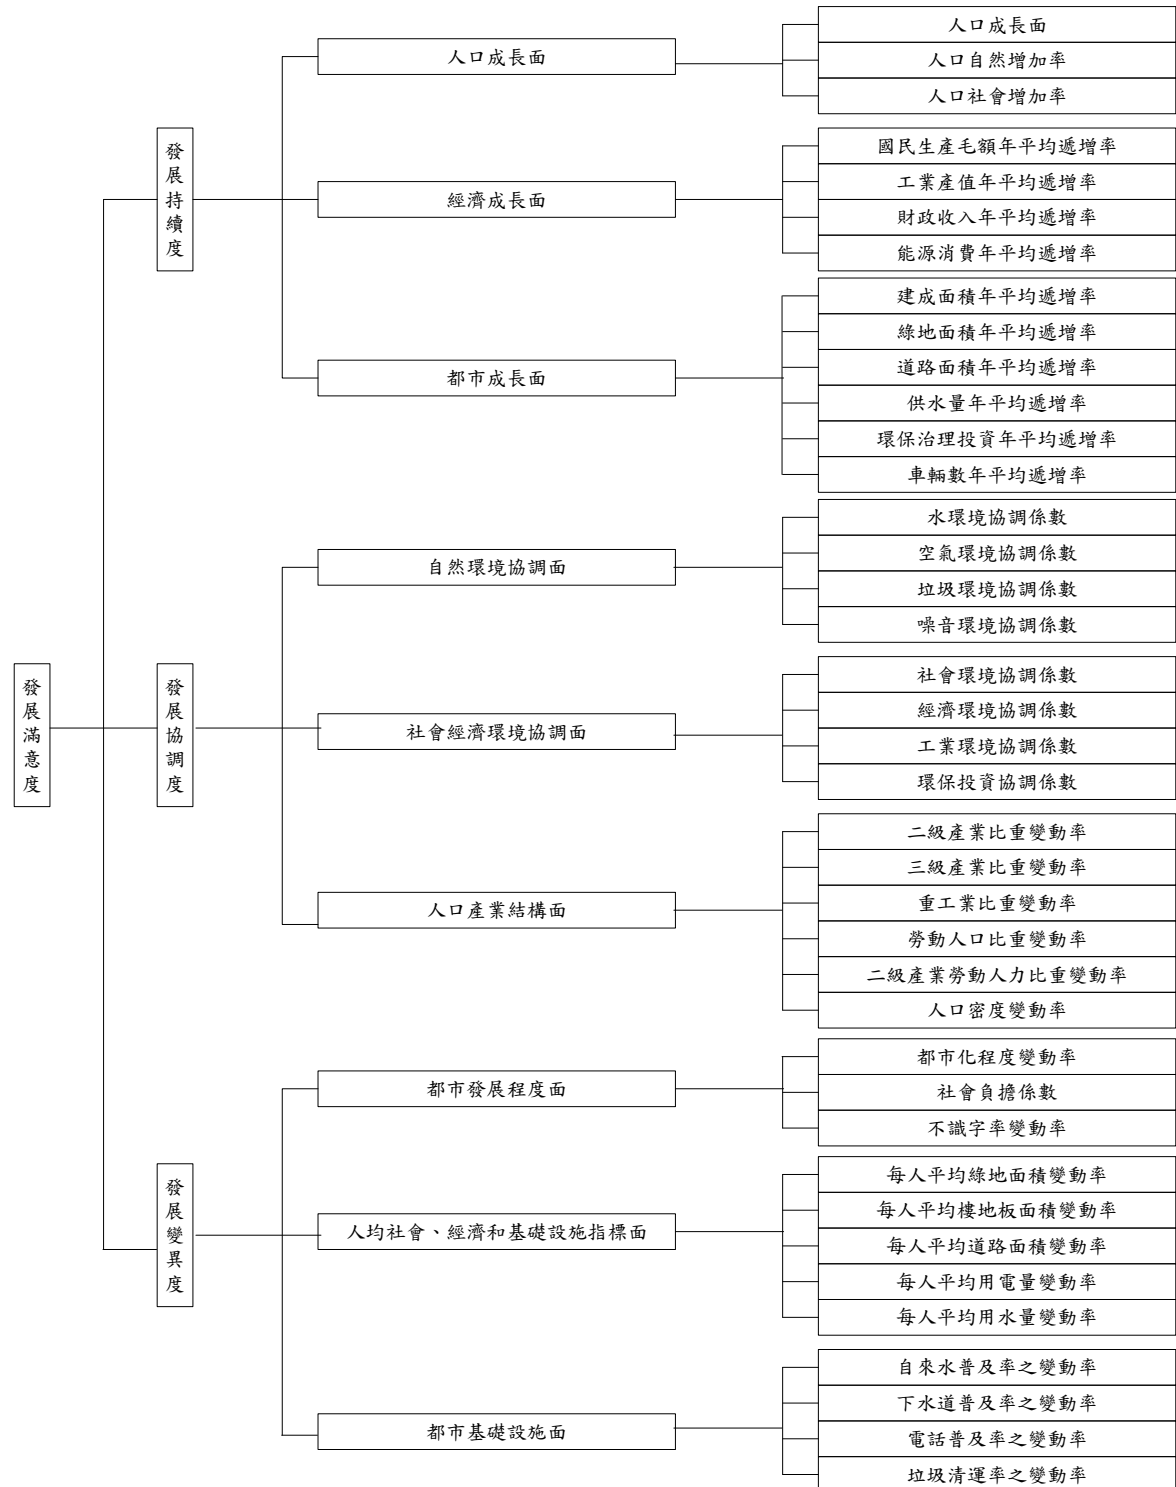 發展滿意度
發展持續度
人口成長面
人口成長面
人口自然增加率
人口社會增加率
經濟成長面
國民生產毛額年平均遞增率
工業產值年平均遞增率
財政收入年平均遞增率
能源消費年平均遞增率
都市成長面
建成面積年平均遞增率
綠地面積年平均遞增率
道路面積年平均遞增率
供水量年平均遞增率
環保治理投資年平均遞增率
車輛數年平均遞增率
發展協調度
自然環境協調面
水環境協調係數
空氣環境協調係數
垃圾環境協調係數
噪音環境協調係數
社會經濟環境協調面
社會環境協調係數
經濟環境協調係數
工業環境協調係數
環保投資協調係數
人口產業結構面
二級產業比重變動率
三級產業比重變動率
重工業比重變動率
勞動人口比重變動率
二級產業勞動人力比重變動率
人口密度變動率
發展變異度
都市發展程度面
都市化程度變動率
社會負擔係數
不識字率變動率
人均社會、經濟和基礎設施指標面
每人平均綠地面積變動率
每人平均樓地板面積變動率
每人平均道路面積變動率
每人平均用電量變動率
每人平均用水量變動率
都市基礎設施面
自來水普及率之變動率
下水道普及率之變動率
電話普及率之變動率
垃圾清運率之變動率